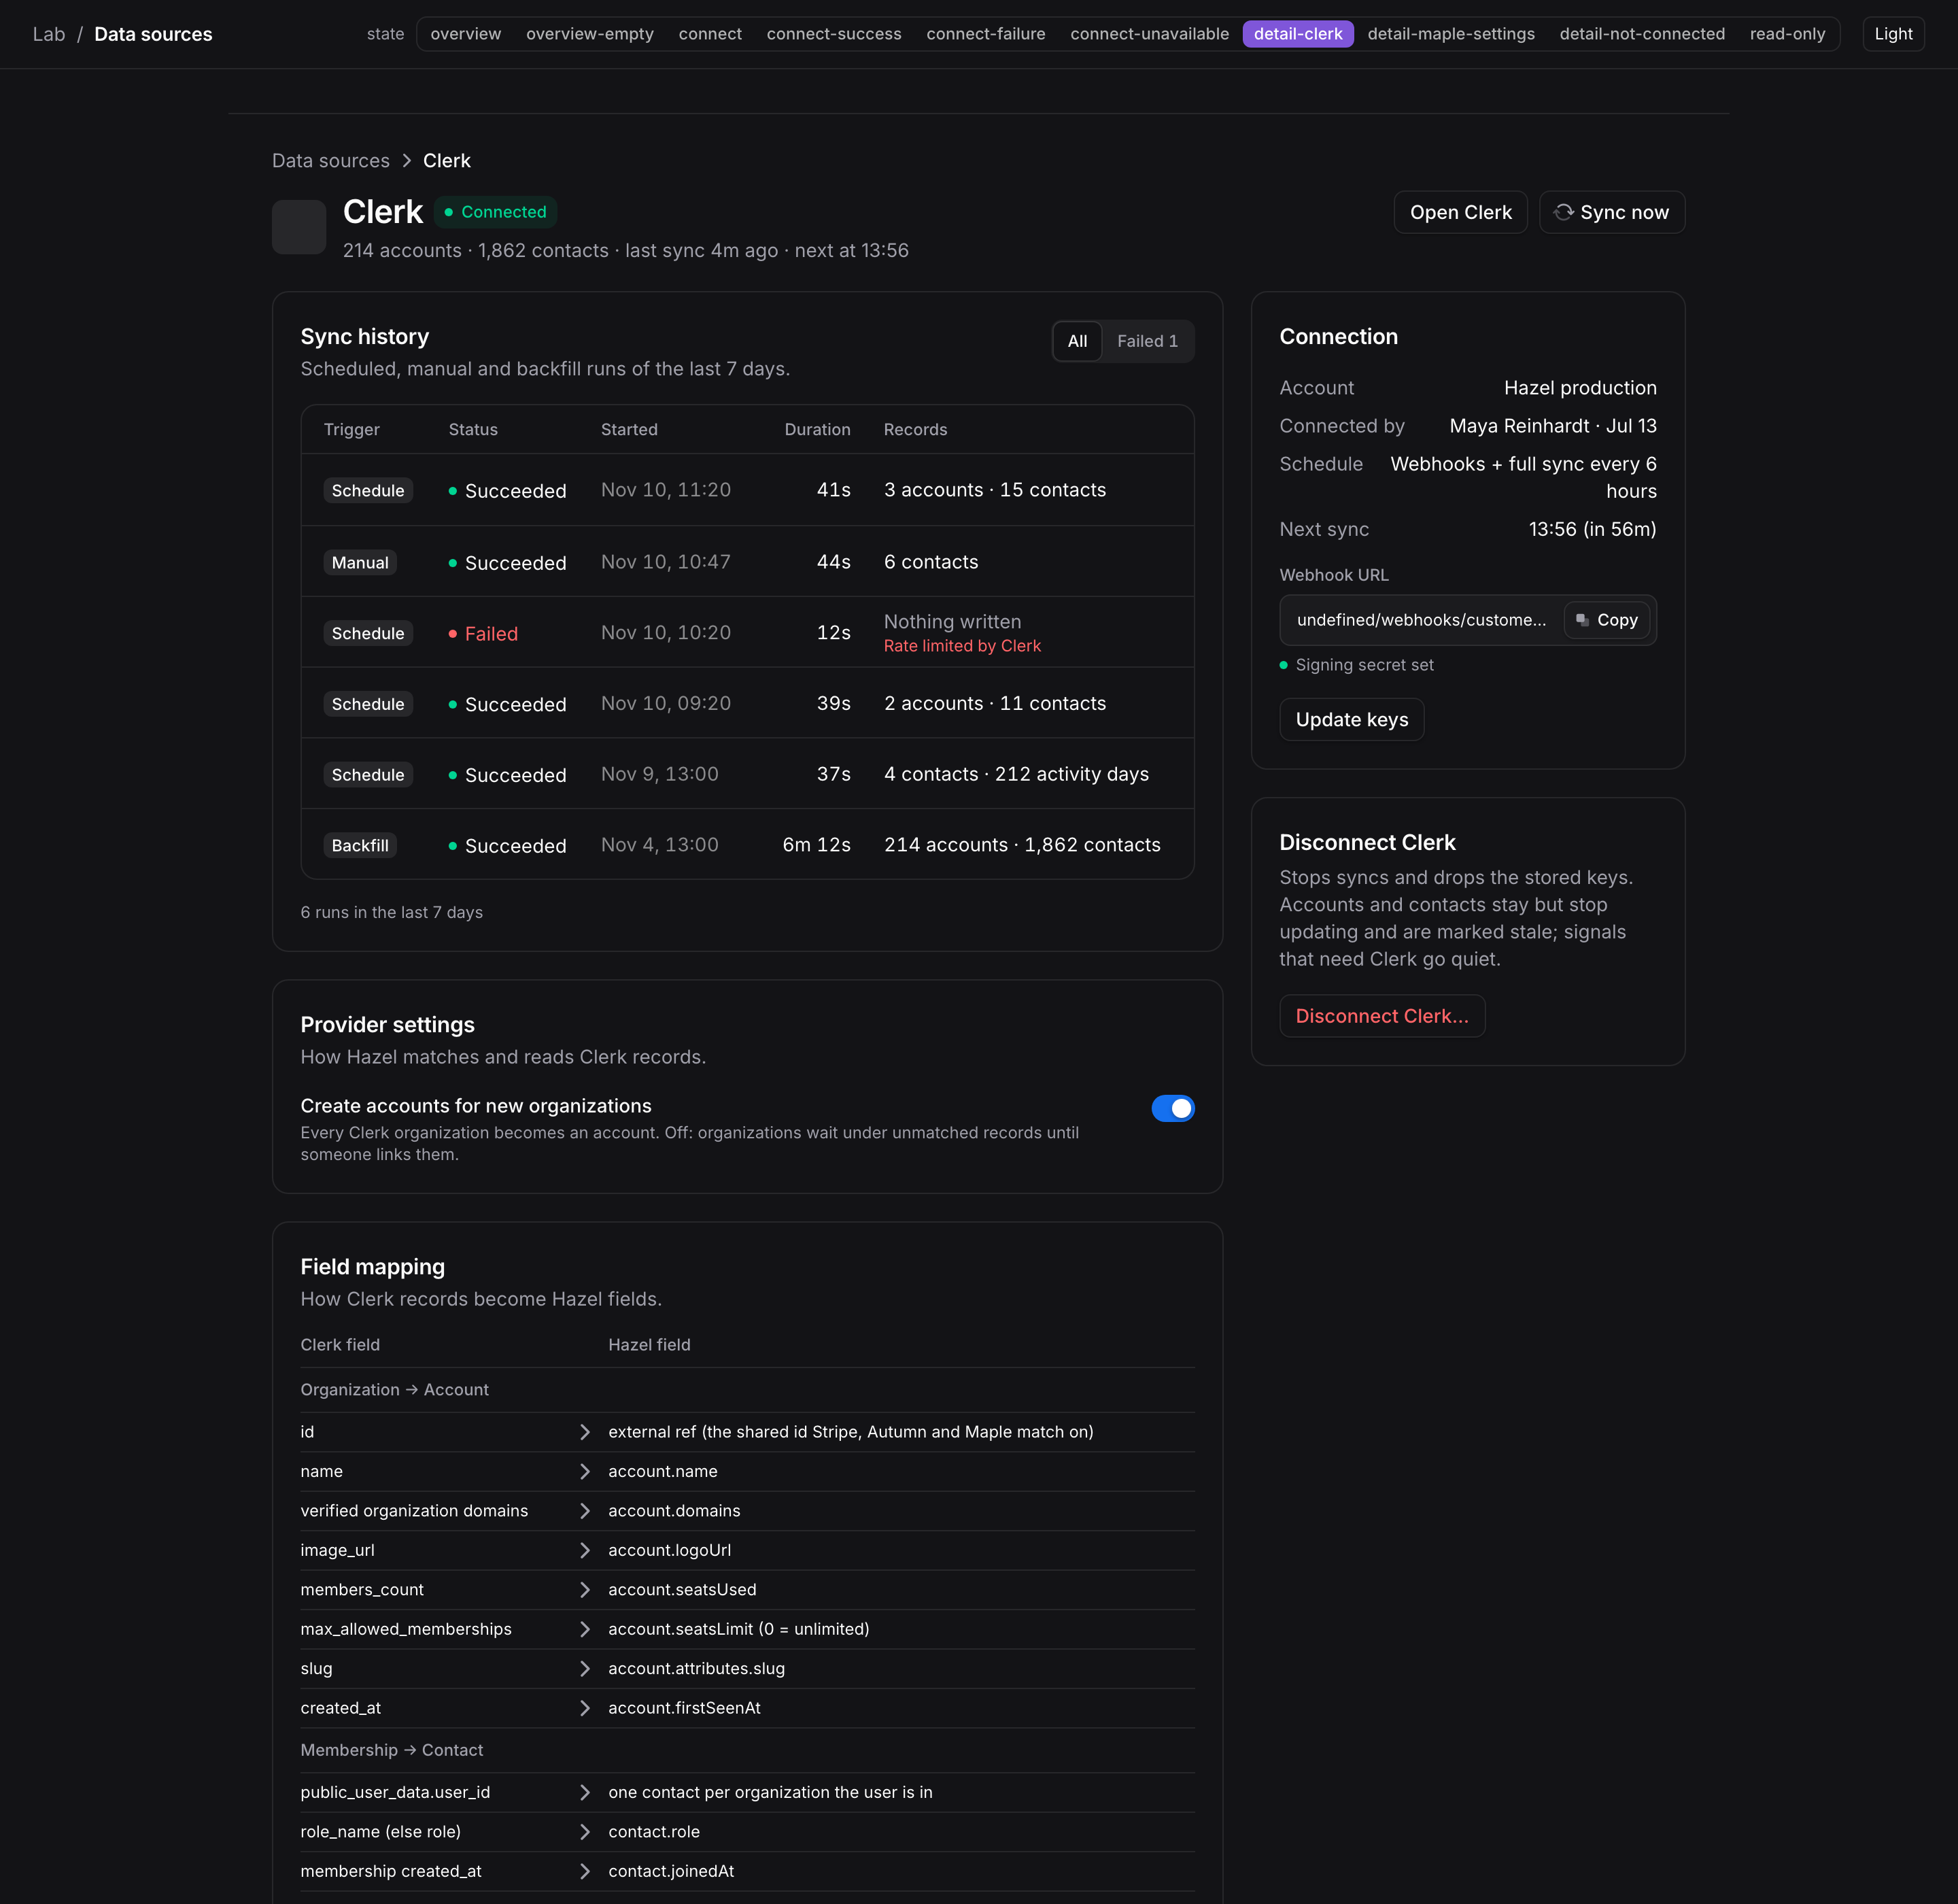 Lab / Data sources
state overview overview-empty connect connect-success connect-failure connect-unavailable detail-clerk detail-maple-settings detail-not-connected read-only Light
Data sources > Clerk
Clerk Connected
214 accounts · 1,862 contacts · last sync 4m ago · next at 13:56
Open Clerk Sync now
Sync history
Scheduled, manual and backfill runs of the last 7 days.
All Failed 1
Trigger Status Started Duration Records
Schedule Succeeded Nov 10, 11:20 41s 3 accounts · 15 contacts
Manual Succeeded Nov 10, 10:47 44s 6 contacts
Schedule Failed Nov 10, 10:20 12s Nothing written
Rate limited by Clerk
Schedule Succeeded Nov 10, 09:20 39s 2 accounts · 11 contacts
Schedule Succeeded Nov 9, 13:00 37s 4 contacts · 212 activity days
Backfill Succeeded Nov 4, 13:00 6m 12s 214 accounts · 1,862 contacts
6 runs in the last 7 days
Connection
Account Hazel production
Connected by Maya Reinhardt · Jul 13
Schedule Webhooks + full sync every 6
hours
Next sync 13:56 (in 56m)
Webhook URL
undefined/webhooks/custome... Copy
Signing secret set
Update keys
Disconnect Clerk
Stops syncs and drops the stored keys.
Accounts and contacts stay but stop
updating and are marked stale; signals
that need Clerk go quiet.
Disconnect Clerk...
Provider settings
How Hazel matches and reads Clerk records.
Create accounts for new organizations
Every Clerk organization becomes an account. Off: organizations wait under unmatched records until
someone links them.
Field mapping
How Clerk records become Hazel fields.
Clerk field Hazel field
Organization → Account
id external ref (the shared id Stripe, Autumn and Maple match on)
name account.name
verified organization domains account.domains
image_url account.logoUrl
members_count account.seatsUsed
max_allowed_memberships account.seatsLimit (0 = unlimited)
slug account.attributes.slug
created_at account.firstSeenAt
Membership → Contact
public_user_data.user_id one contact per organization the user is in
role_name (else role) contact.role
membership created_at contact.joinedAt